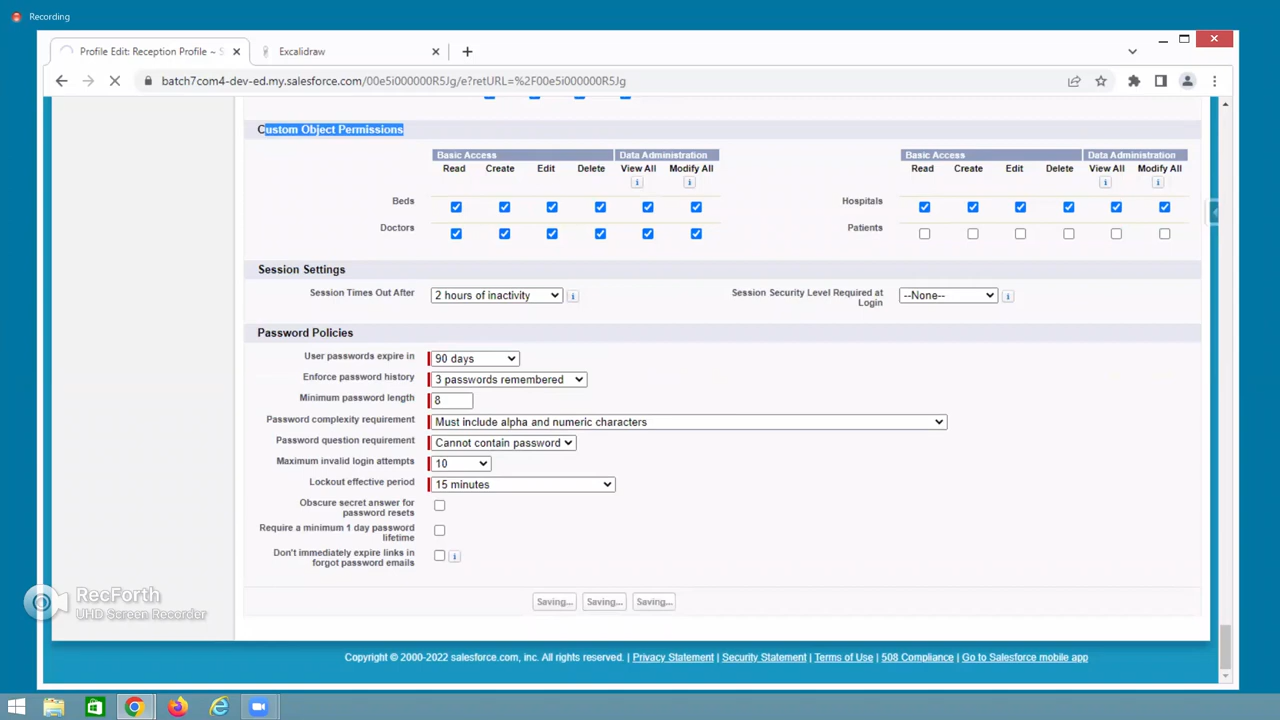 Recording
Profile Edit: Reception Profile ~ S
Excalidraw
batch7com4-dev-ed.my.salesforce.com/00e5i000000R5Jg/e?retURL=%2F00e5i000000R5Jg
Custom Object Permissions
Basic Access Data Administration Basic Access Data Administration
Read Create Edit Delete View All Modify All Read Create Edit Delete View All Modify All
Beds Hospitals
Doctors Patients
Session Settings
Session Times Out After 2 hours of inactivity Session Security Level Required at
Login --None--
Password Policies
User passwords expire in 90 days
Enforce password history 3 passwords remembered
Minimum password length 8
Password complexity requirement Must include alpha and numeric characters
Password question requirement Cannot contain password
Maximum invalid login attempts 10
Lockout effective period 15 minutes
Obscure secret answer for
password resets
Require a minimum 1 day password
lifetime
Don't immediately expire links in
forgot password emails
Saving... Saving... Saving...
RecForth
UHD Screen Recorder
Copyright © 2000-2022 salesforce.com, inc. All rights reserved. | Privacy Statement | Security Statement | Terms of Use | 508 Compliance | Go to Salesforce mobile app